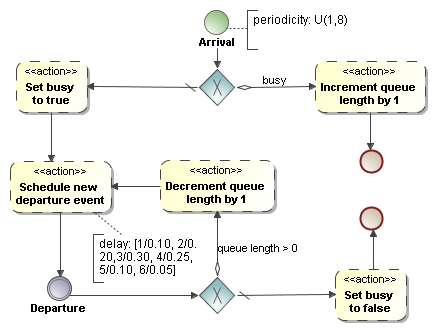 periodicity: U(1,8)
Arrival
<<action>>
Set busy
to true
X
busy
<<action>>
Increment queue
length by 1
<<action>>
Schedule new
departure event
<<action>>
Decrement queue
length by 1
delay: [1/0.10, 2/0.
20,3/0.30, 4/0.25,
5/0.10, 6/0.05]
queue length > 0
Departure
X
<<action>>
Set busy
to false